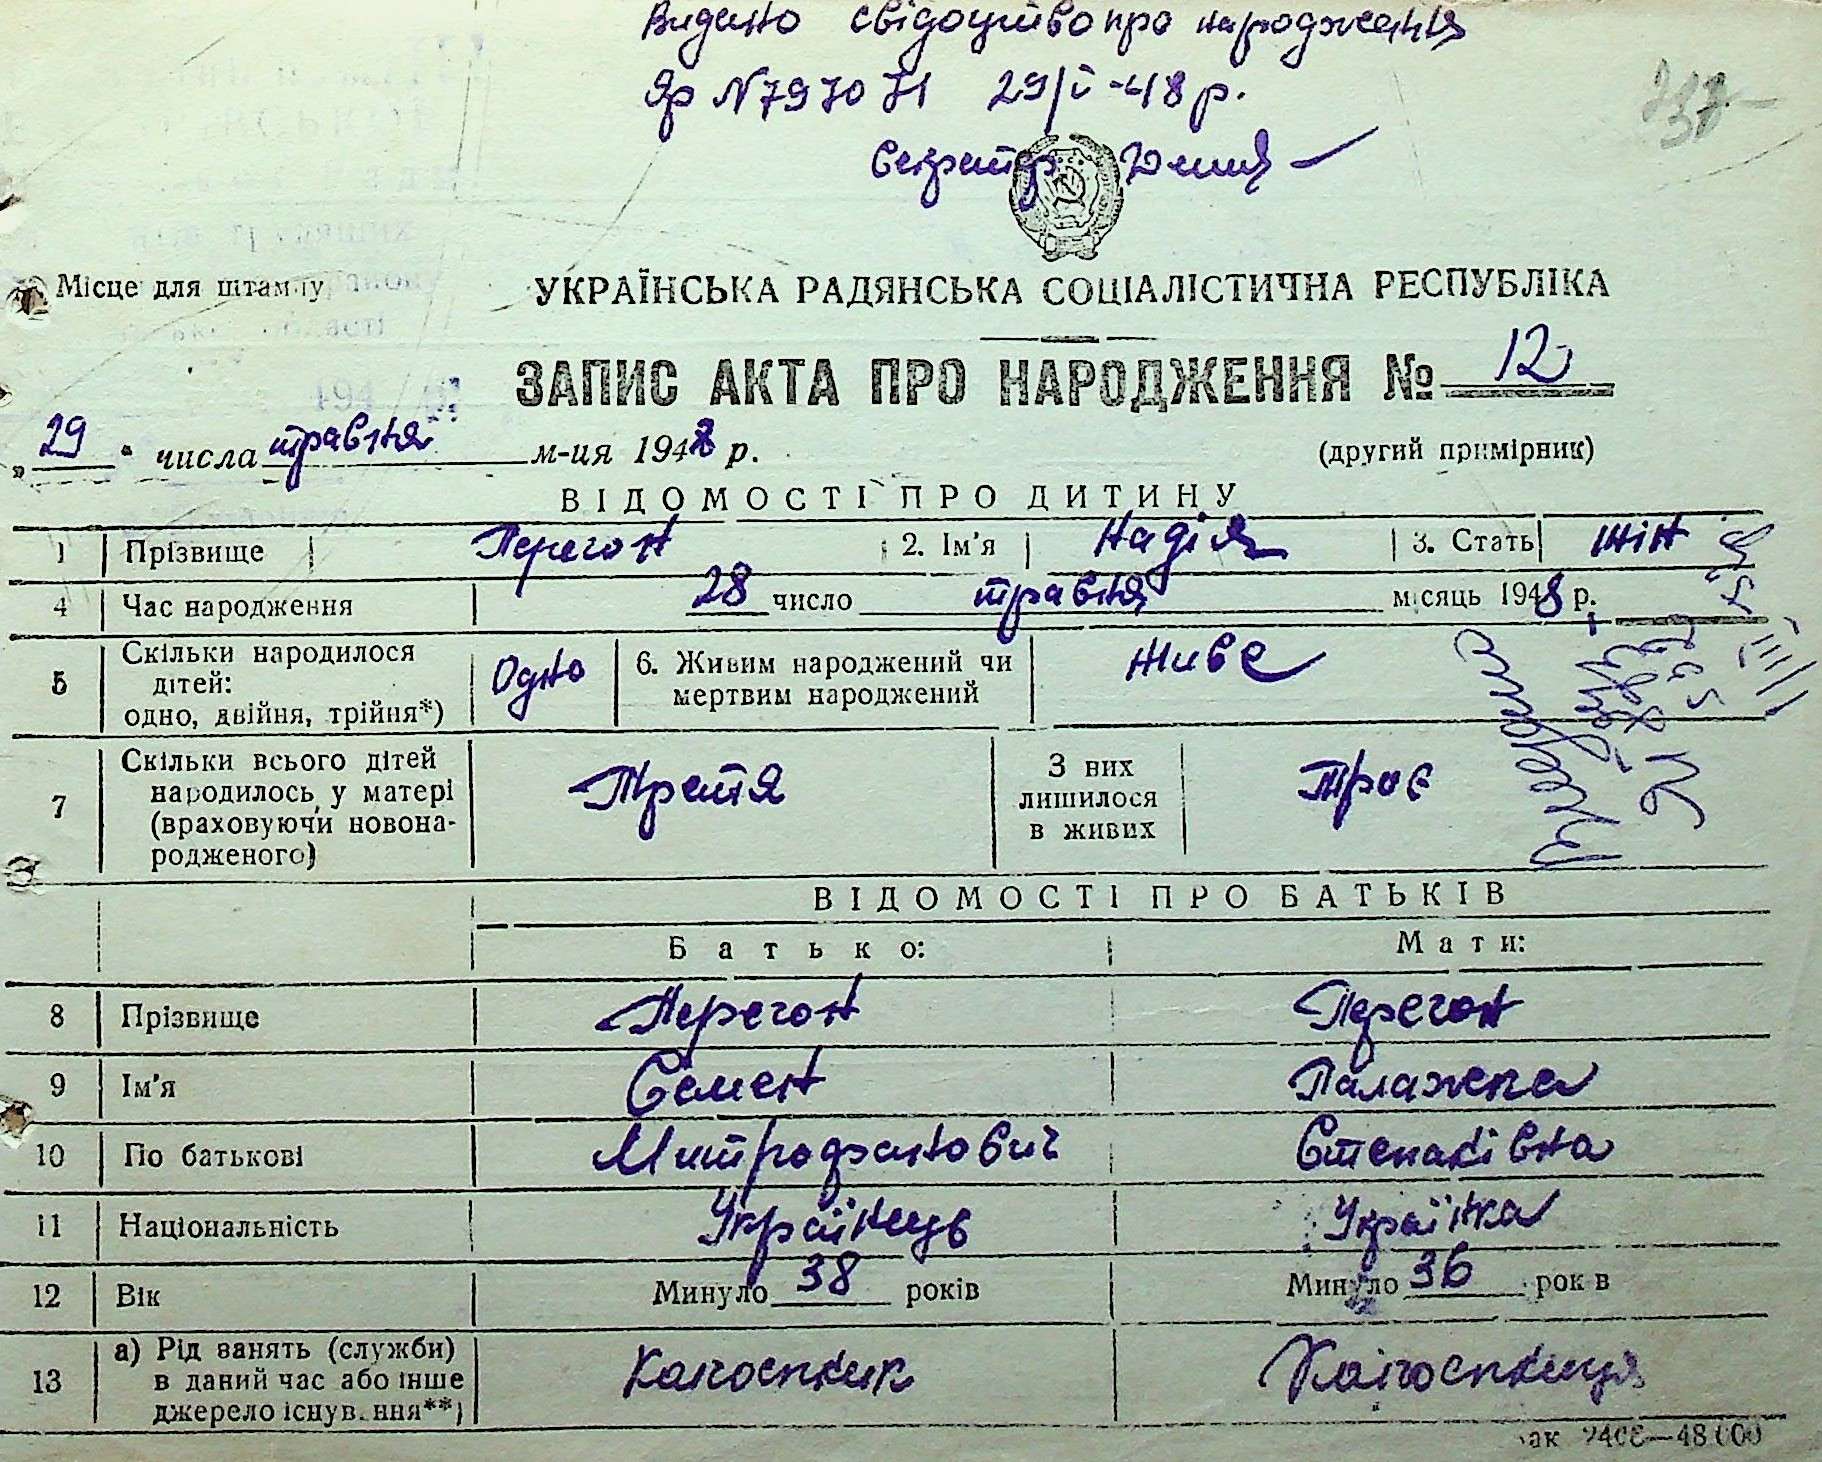 Видано свідоцтво про народження
Яр N 797071 29/V-48 р.
Секретар
237
Місце для штампу
УКРАЇНСЬКА РАДЯНСЬКА СОЦІАЛІСТИЧНА РЕСПУБЛІКА
ЗАПИС АКТА ПРО НАРОДЖЕННЯ № 12
„29“ числа травня м-ця 1948 р. (другий примірник)
ВІДОМОСТІ ПРО ДИТИНУ
1 Прізвище Перегон 2. Ім'я Надія 3. Стать жін
4 Час народження 28 число травня місяць 1948 р.
5 Скільки народилося
дітей:
одно, двійня, трійня*) Одно 6. Живим народжений чи
мертвим народжений живе
7 Скільки всього дітей
народилось у матері
(враховуючи новона-
родженого) Третя З них
лишилося
в живих троє
ВІДОМОСТІ ПРО БАТЬКІВ
Батько: Мати:
8 Прізвище Перегон Перегон
9 Ім'я Семен Палажка
10 По батькові Митрофанович Степанівна
11 Національність Українець Українка
12 Вік Минуло 38 років Минуло 36 років
13 а) Рід занять (служби)
в даний час або інше
джерело існування**) Колгоспник Колгоспниця